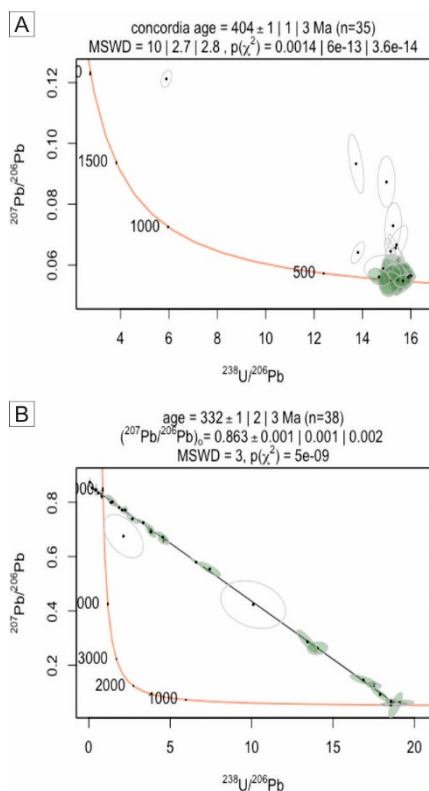 A
concordia age = 404 ± 1 | 1 | 3 Ma (n=35)
MSWD = 10 | 2.7 | 2.8 , p(χ²) = 0.0014 | 6e-13 | 3.6e-14
²⁰⁷Pb/²⁰⁶Pb
0.12
0.10
0.08
0.06
0
1500
1000
500
4 6 8 10 12 14 16
²³⁸U/²⁰⁶Pb
B
age = 332 ± 1 | 2 | 3 Ma (n=38)
(²⁰⁷Pb/²⁰⁶Pb)₀= 0.863 ± 0.001 | 0.001 | 0.002
MSWD = 3, p(χ²) = 5e-09
²⁰⁷Pb/²⁰⁶Pb
0.8
0.6
0.4
0.2
000
000
3000
2000
1000
0 5 10 15 20
²³⁸U/²⁰⁶Pb